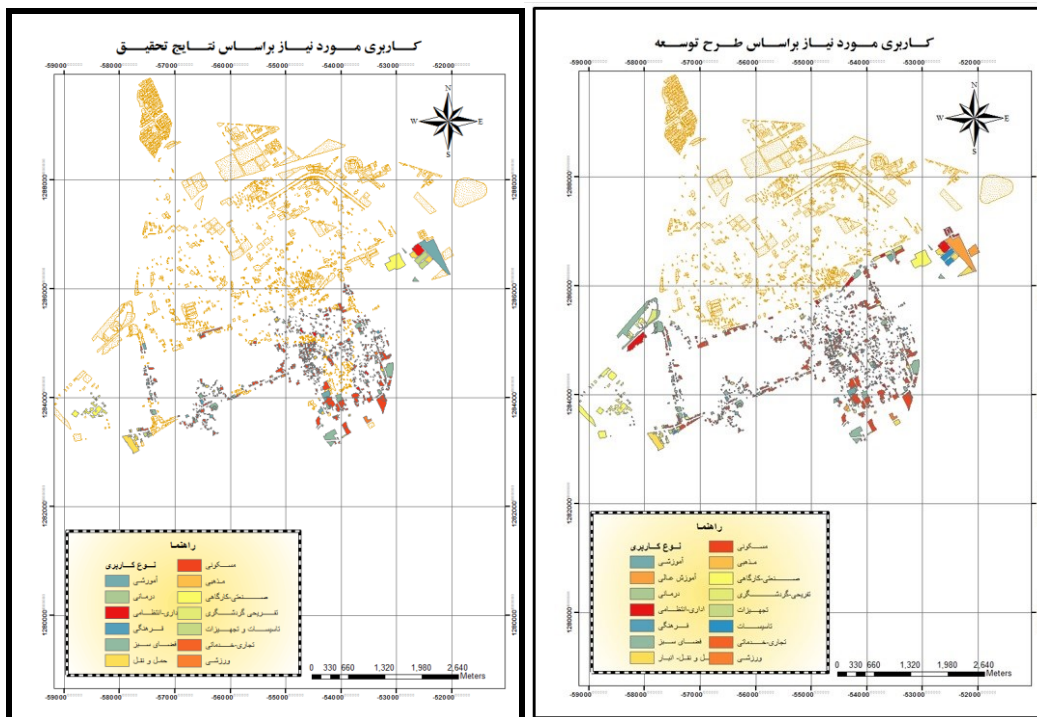 کاربری مورد نیاز براساس نتایج تحقیق
-59000 -58000 -57000 -56000 -55000 -54000 -53000 -52000
N
W E
S
1288000
1286000
1284000
1282000
1280000
راهنما
نوع کاربری
آموزشی
درمانی
اداری-انتظامی
فرهنگی
فضای سبز
حمل و نقل
مسکونی
مذهبی
صنعتی-کارگاهی
تفریحی-گردشگری
تاسیسات و تجهیزات
تجاری-خدماتی
ورزشی
0 330 660 1,320 1,980 2,640
Meters
کاربری مورد نیاز براساس طرح توسعه
-59000 -58000 -57000 -56000 -55000 -54000 -53000 -52000
N
W E
S
1288000
1286000
1284000
1282000
1280000
راهنما
نوع کاربری
آموزشی
آموزش عالی
درمانی
اداری-انتظامی
فرهنگی
فضای سبز
حمل و نقل- انبار
مسکونی
مذهبی
صنعتی-کارگاهی
تفریحی-گردشگری
تجهیزات
تاسیسات
تجاری-خدماتی
ورزشی
0 330 660 1,320 1,980 2,640
Meters